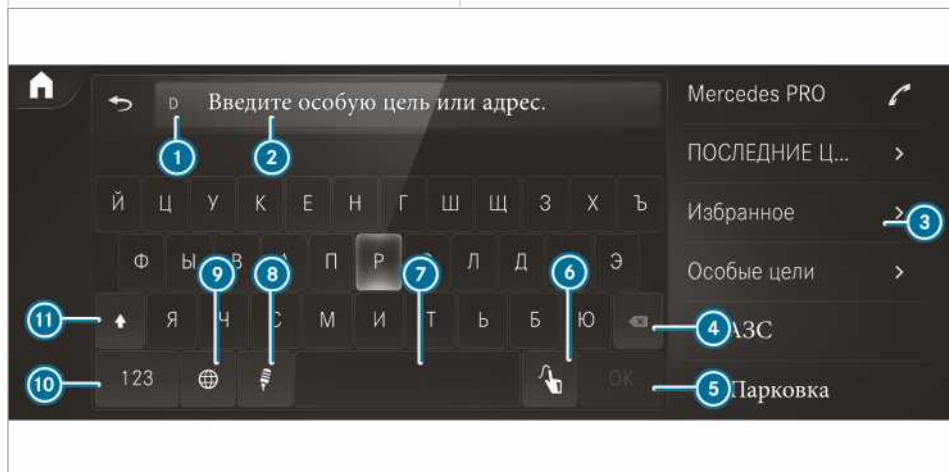 D Введите особую цель или адрес.
1 2
Й Ц У К Е Н Г Ш Щ З Х Ъ
Ф Ы В А П Р Л Д Э
9 8 7 6
11 Я Ч С М И Т Ь Б Ю
10 123 OK
Mercedes PRO
ПОСЛЕДНИЕ Ц...
Избранное
3
Особые цели
4 АЗС
5 Парковка